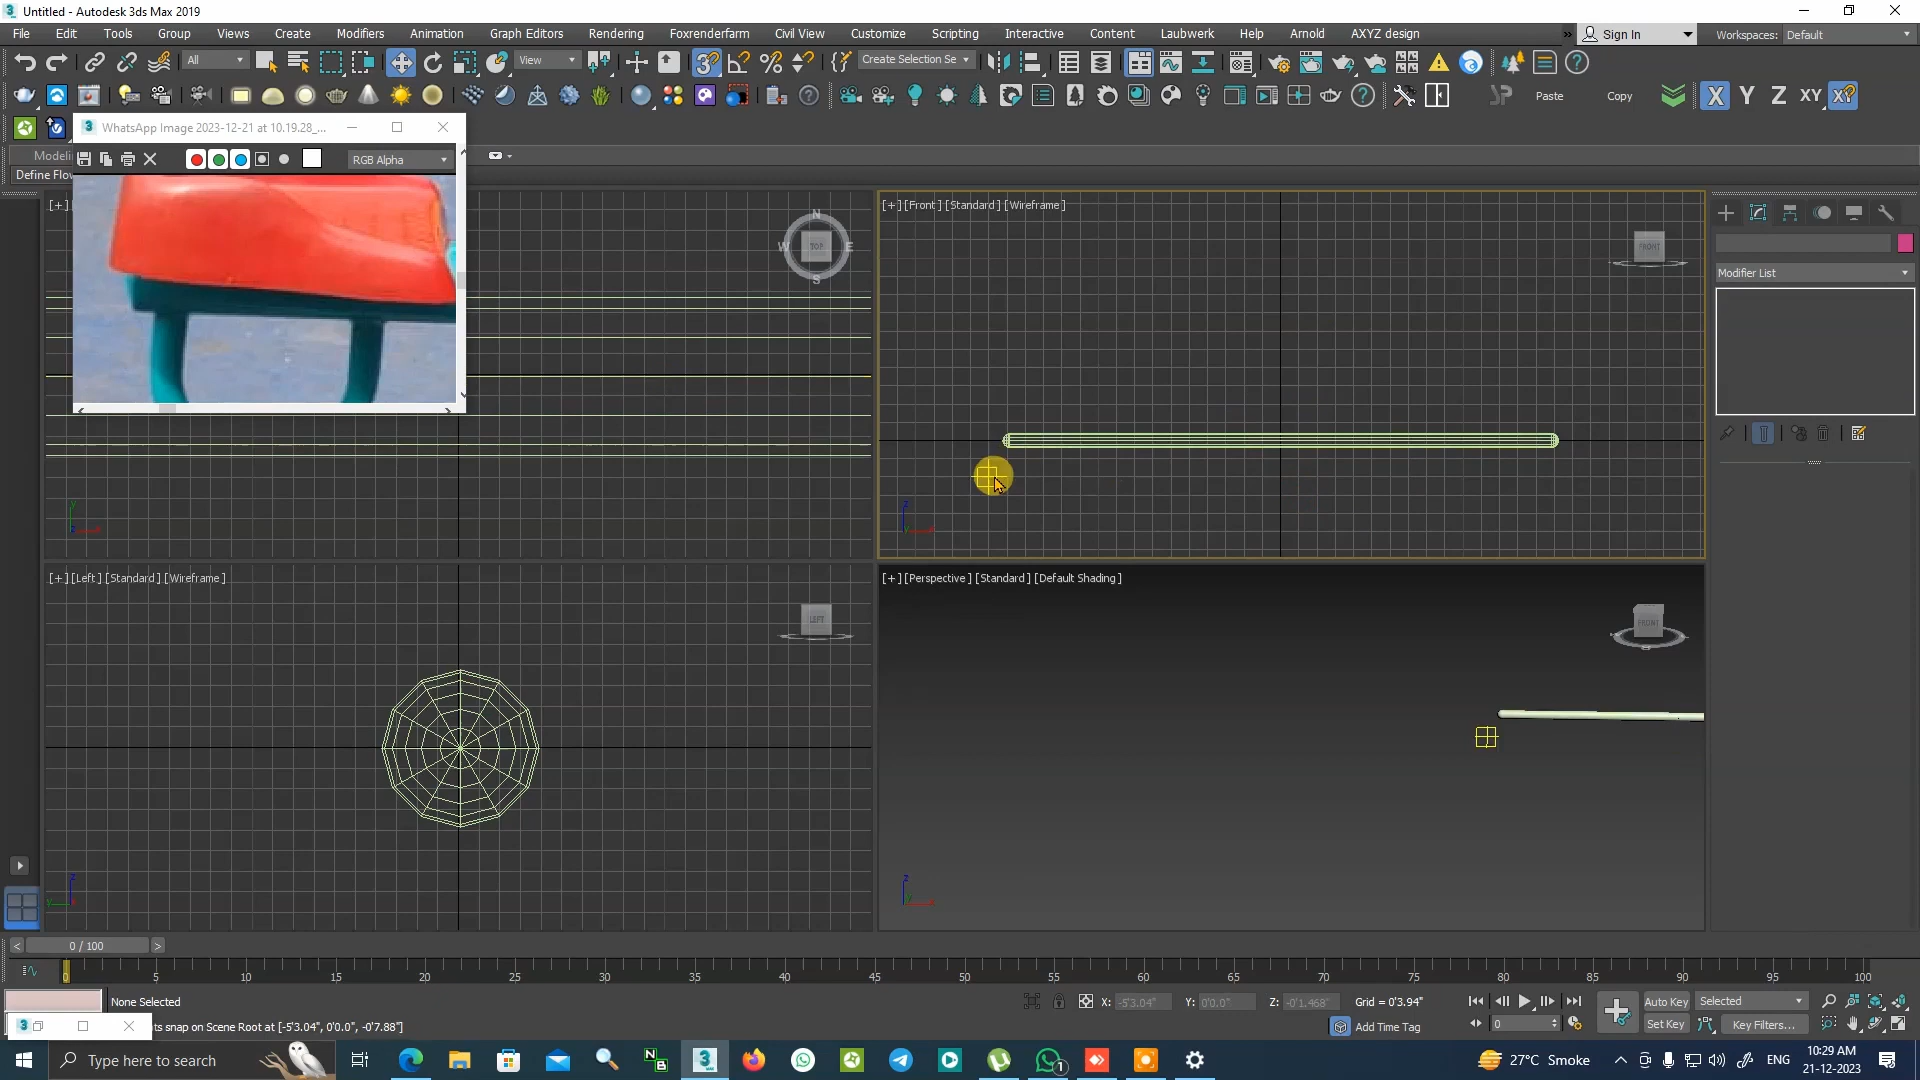 Untitled - Autodesk 3ds Max 2019
File Edit Tools Group Views Create Modifiers Animation Graph Editors Rendering Foxrenderfarm Civil View Customize Scripting Interactive Content Laubwerk Help Arnold AXYZ design » Sign In Workspaces: Default
All View Create Selection Se
Paste Copy X Y Z XY XY
WhatsApp Image 2023-12-21 at 10.19.28_...
RGB Alpha
Define Flo
[+] [Front] [Standard] [Wireframe]
N W TOP E S
FRONT
Modifier List
[+] [Left] [Standard] [Wireframe]
LEFT
[+] [Perspective] [Standard] [Default Shading]
FRONT
< 0 / 100 >
0 5 10 15 20 25 30 35 40 45 50 55 60 65 70 75 80 85 90 95 100
None Selected
X: -5'3.04" Y: 0'0.0" Z: -0'1.468" Grid = 0'3.94"
Auto Key Selected
ts snap on Scene Root at [-5'3.04", 0'0.0", -0'7.88"]
Add Time Tag
0
Set Key Key Filters...
Type here to search
27°C Smoke
ENG
10:29 AM
21-12-2023